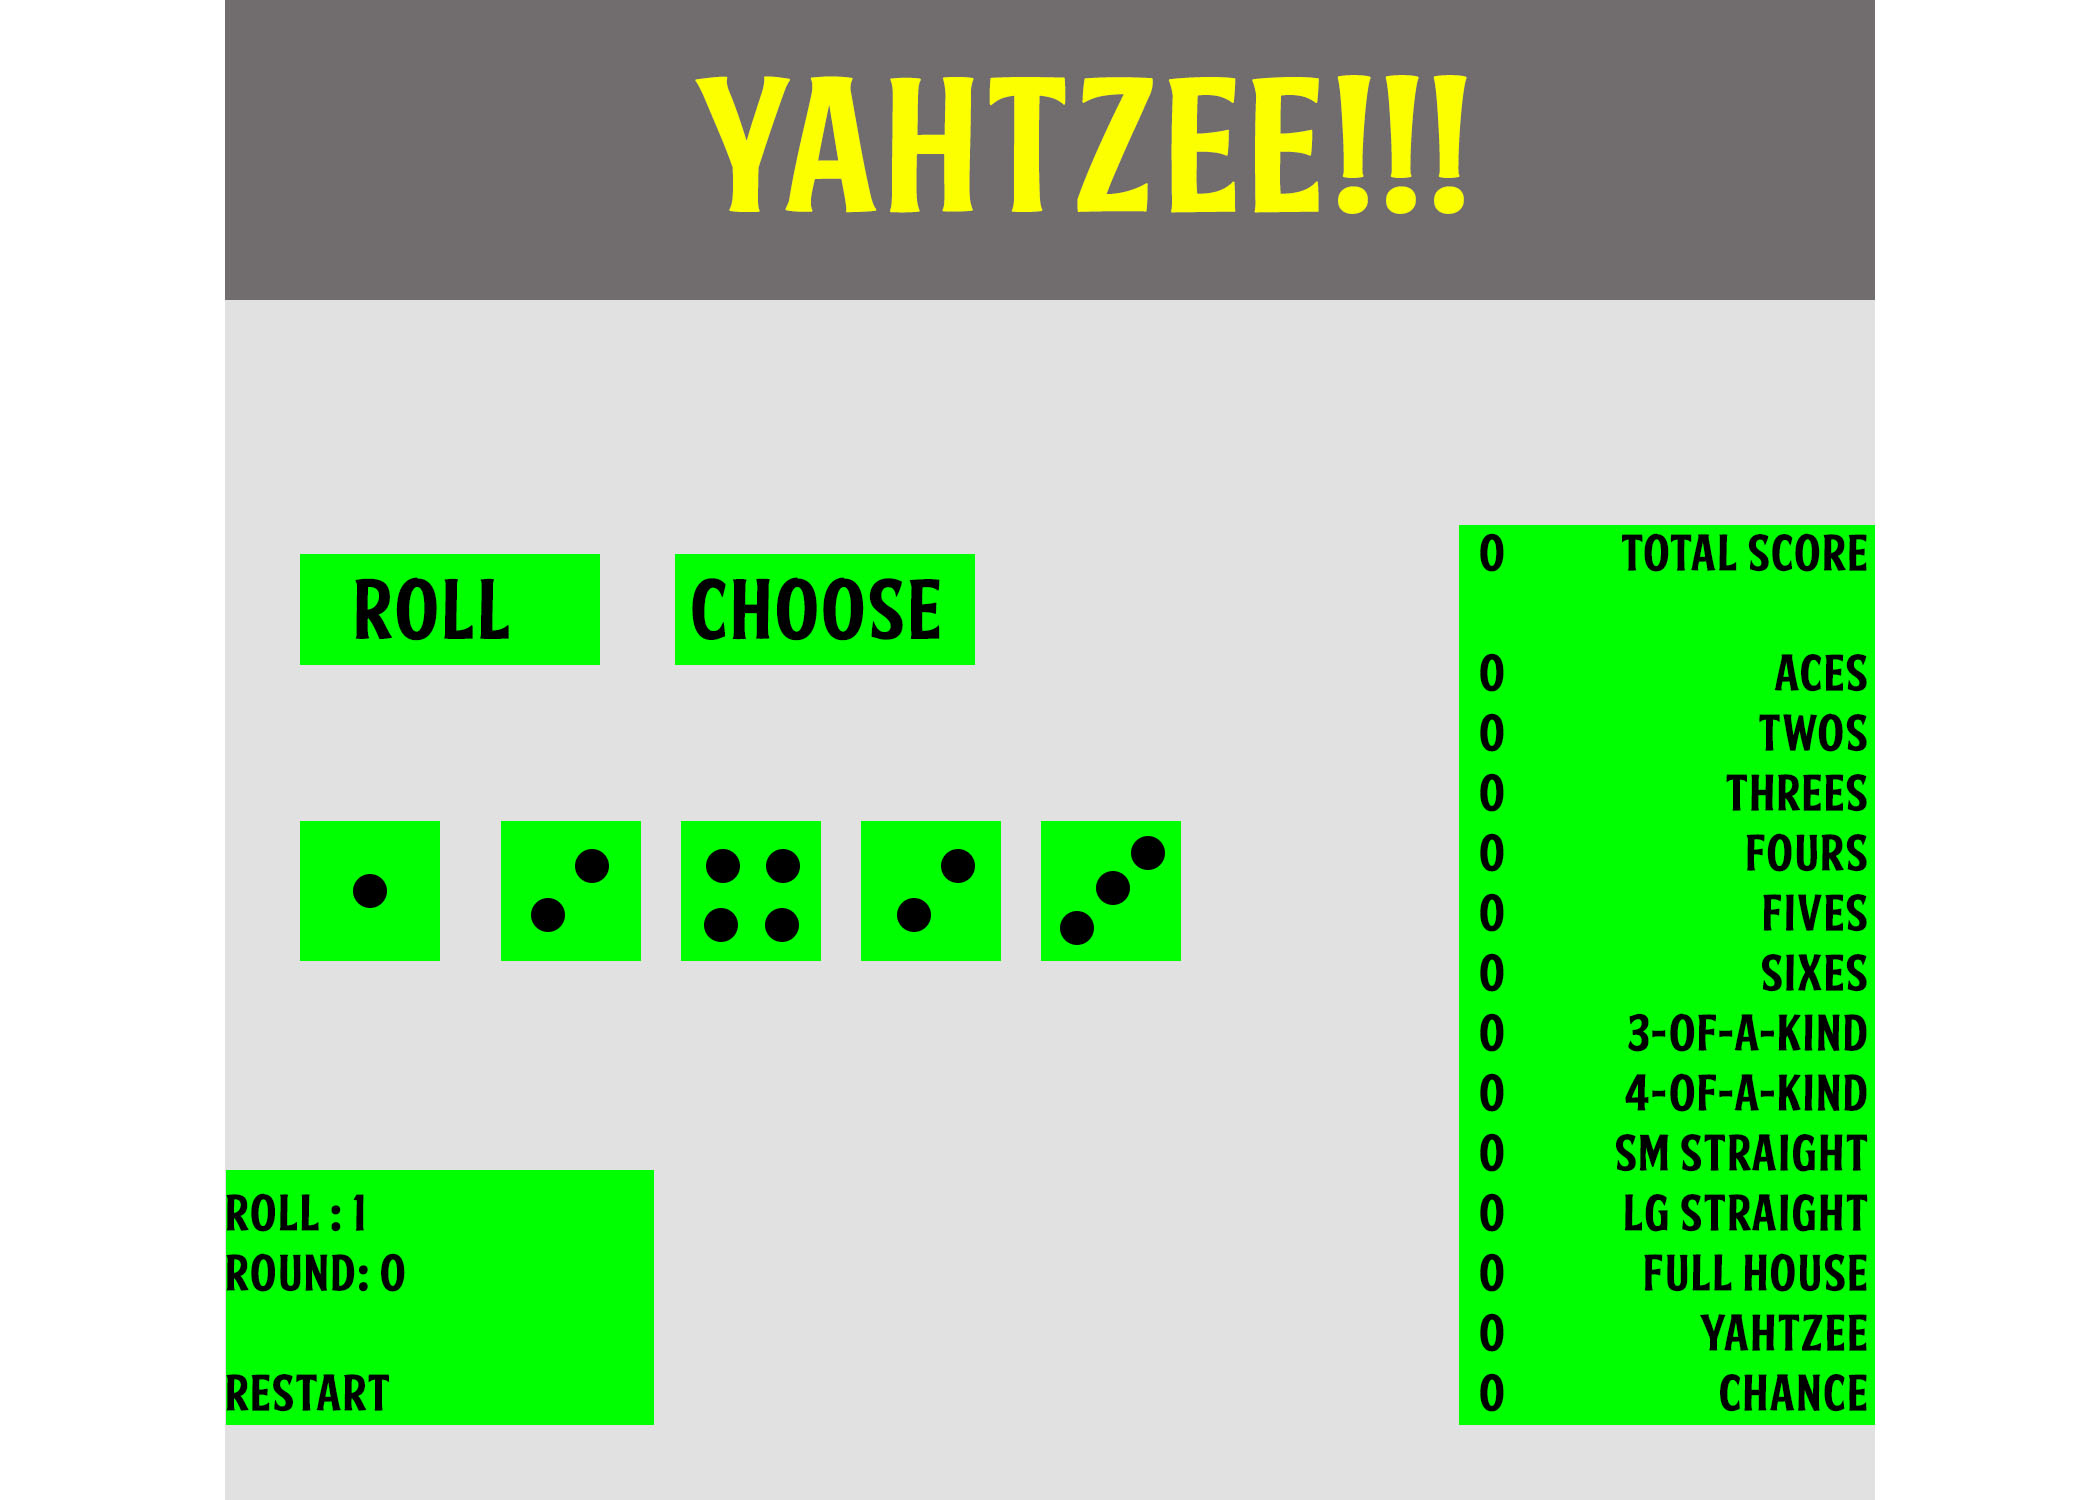 YAHTZEE!!!
ROLL
CHOOSE
0 TOTAL SCORE
0 ACES
0 TWOS
0 THREES
0 FOURS
0 FIVES
0 SIXES
0 3-OF-A-KIND
0 4-OF-A-KIND
0 SM STRAIGHT
0 LG STRAIGHT
0 FULL HOUSE
0 YAHTZEE
0 CHANCE
ROLL : 1
ROUND: 0
RESTART